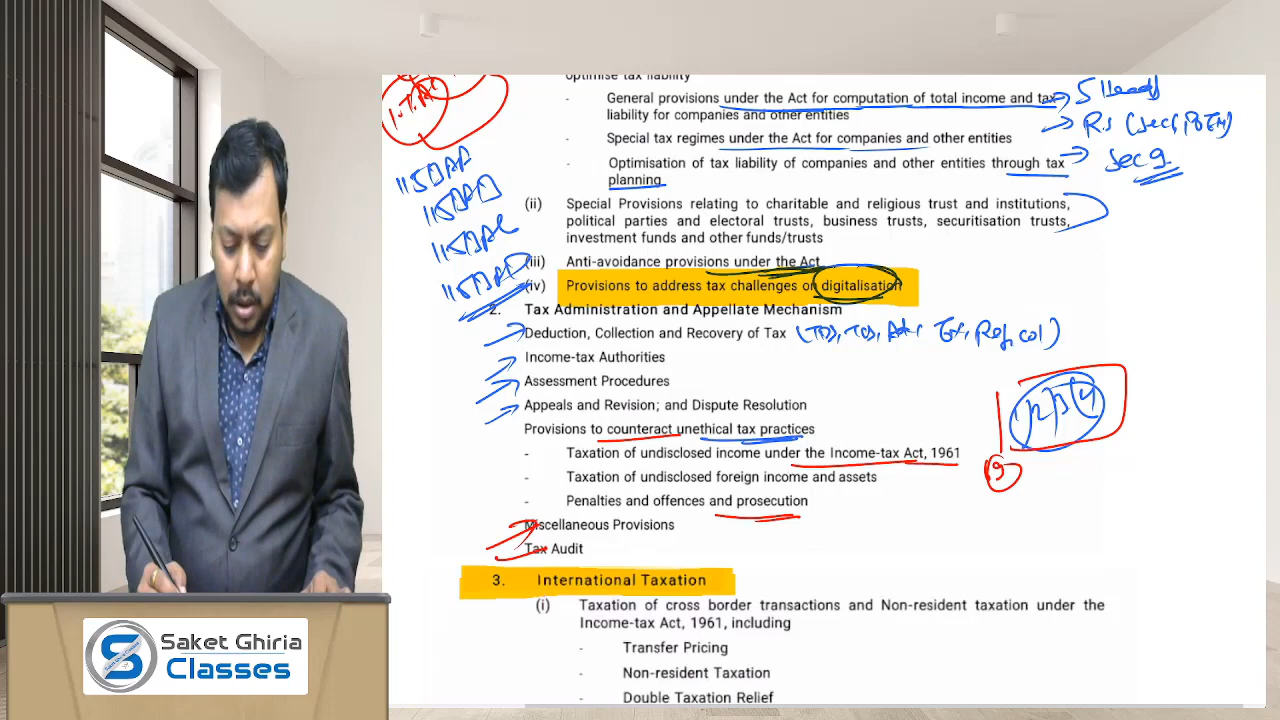 optimise tax liability
- General provisions under the Act for computation of total income and tax
liability for companies and other entities
- Special tax regimes under the Act for companies and other entities
- Optimisation of tax liability of companies and other entities through tax
planning
(ii) Special Provisions relating to charitable and religious trust and institutions,
political parties and electoral trusts, business trusts, securitisation trusts,
investment funds and other funds/trusts
(iii) Anti-avoidance provisions under the Act
(iv) Provisions to address tax challenges on digitalisation
2. Tax Administration and Appellate Mechanism
Deduction, Collection and Recovery of Tax
Income-tax Authorities
Assessment Procedures
Appeals and Revision; and Dispute Resolution
Provisions to counteract unethical tax practices
- Taxation of undisclosed income under the Income-tax Act, 1961
- Taxation of undisclosed foreign income and assets
- Penalties and offences and prosecution
Miscellaneous Provisions
Tax Audit
3. International Taxation
(i) Taxation of cross border transactions and Non-resident taxation under the
Income-tax Act, 1961, including
- Transfer Pricing
- Non-resident Taxation
- Double Taxation Relief
5 Heads
Sec 9
Saket Ghiria
Classes